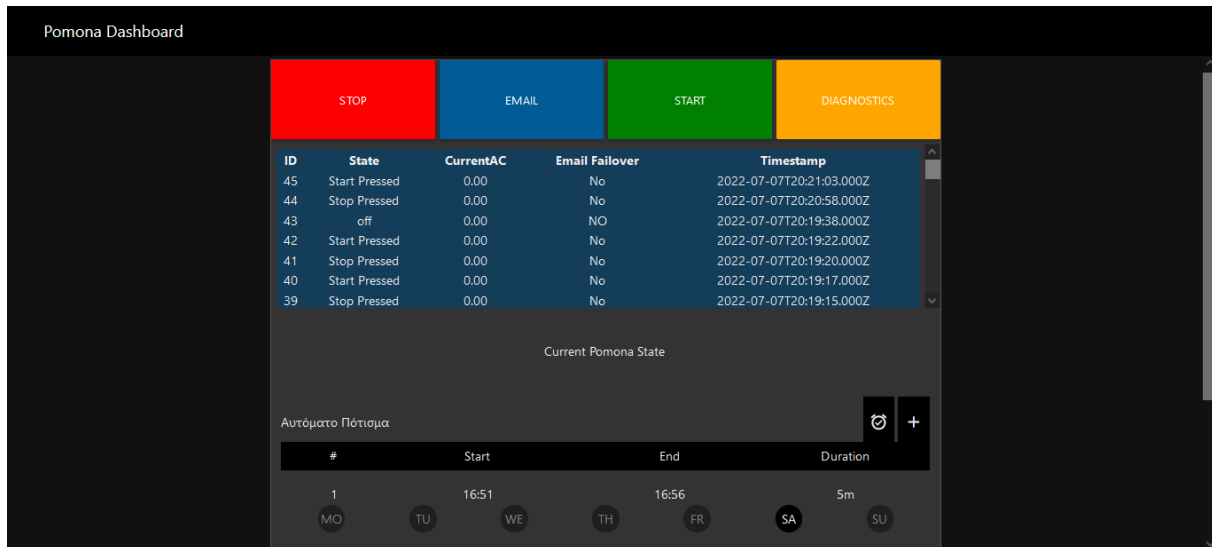 Pomona Dashboard
STOP EMAIL START DIAGNOSTICS
ID State CurrentAC Email Failover Timestamp
45 Start Pressed 0.00 No 2022-07-07T20:21:03.000Z
44 Stop Pressed 0.00 No 2022-07-07T20:20:58.000Z
43 off 0.00 NO 2022-07-07T20:19:38.000Z
42 Start Pressed 0.00 No 2022-07-07T20:19:22.000Z
41 Stop Pressed 0.00 No 2022-07-07T20:19:20.000Z
40 Start Pressed 0.00 No 2022-07-07T20:19:17.000Z
39 Stop Pressed 0.00 No 2022-07-07T20:19:15.000Z
Current Pomona State
Αυτόματο Πότισμα
# Start End Duration
1 16:51 16:56 5m
MO TU WE TH FR SA SU